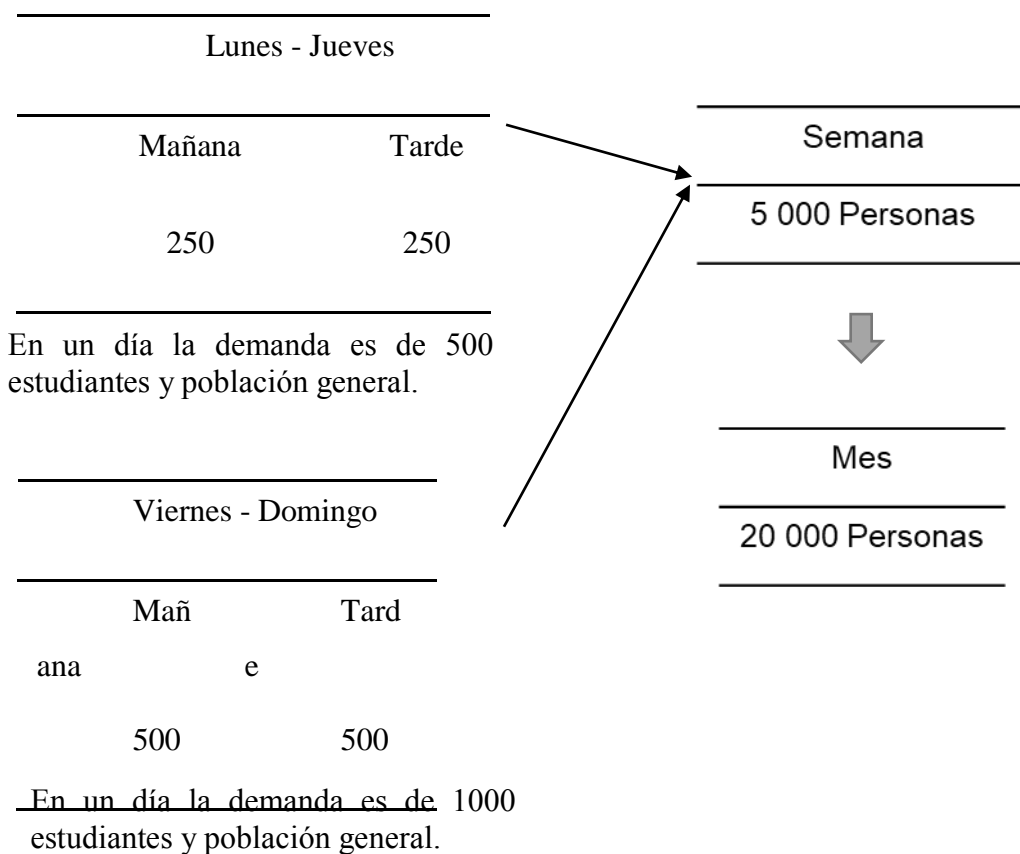 Lunes - Jueves
Mañana Tarde
250 250
En un día la demanda es de 500
estudiantes y población general.
Viernes - Domingo
Mañ Tard
ana e
500 500
En un día la demanda es de 1000
estudiantes y población general.
Semana
5 000 Personas
Mes
20 000 Personas